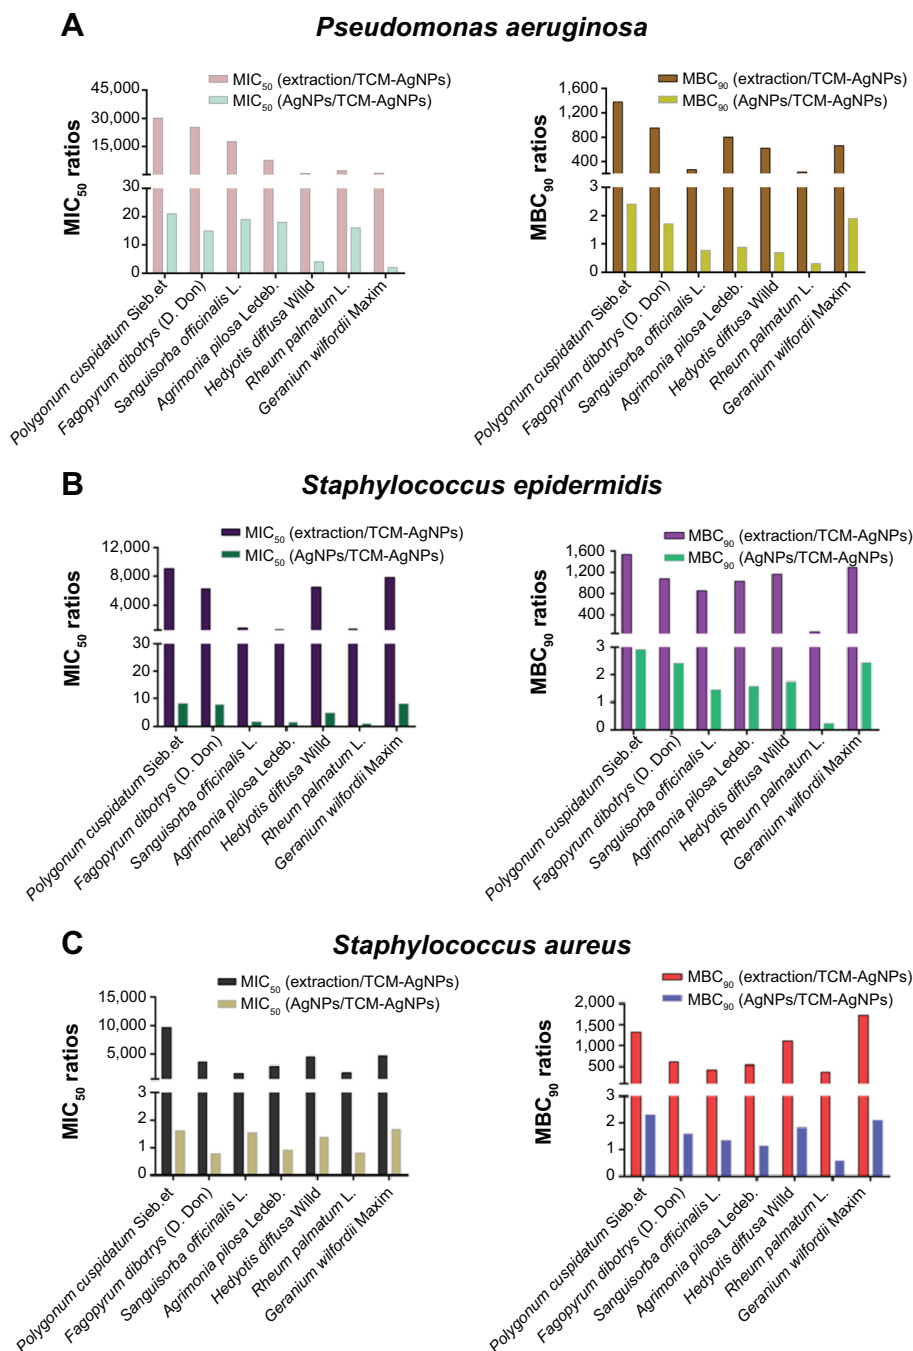 A
Pseudomonas aeruginosa
MIC50 (extraction/TCM-AgNPs)
MIC50 (AgNPs/TCM-AgNPs)
MIC50 ratios
45,000
30,000
15,000
30
20
10
0
Polygonum cuspidatum Sieb.et
Fagopyrum dibotrys (D. Don)
Sanguisorba officinalis L.
Agrimonia pilosa Ledeb.
Hedyotis diffusa Willd
Rheum palmatum L.
Geranium wilfordii Maxim
MBC90 (extraction/TCM-AgNPs)
MBC90 (AgNPs/TCM-AgNPs)
MBC90 ratios
1,600
1,200
800
400
3
2
1
0
Polygonum cuspidatum Sieb.et
Fagopyrum dibotrys (D. Don)
Sanguisorba officinalis L.
Agrimonia pilosa Ledeb.
Hedyotis diffusa Willd
Rheum palmatum L.
Geranium wilfordii Maxim
B
Staphylococcus epidermidis
MIC50 (extraction/TCM-AgNPs)
MIC50 (AgNPs/TCM-AgNPs)
MIC50 ratios
12,000
8,000
4,000
30
20
10
0
Polygonum cuspidatum Sieb.et
Fagopyrum dibotrys (D. Don)
Sanguisorba officinalis L.
Agrimonia pilosa Ledeb.
Hedyotis diffusa Willd
Rheum palmatum L.
Geranium wilfordii Maxim
MBC90 (extraction/TCM-AgNPs)
MBC90 (AgNPs/TCM-AgNPs)
MBC90 ratios
1,600
1,200
800
400
3
2
1
0
Polygonum cuspidatum Sieb.et
Fagopyrum dibotrys (D. Don)
Sanguisorba officinalis L.
Agrimonia pilosa Ledeb.
Hedyotis diffusa Willd
Rheum palmatum L.
Geranium wilfordii Maxim
C
Staphylococcus aureus
MIC50 (extraction/TCM-AgNPs)
MIC50 (AgNPs/TCM-AgNPs)
MIC50 ratios
15,000
10,000
5,000
3
2
1
0
Polygonum cuspidatum Sieb.et
Fagopyrum dibotrys (D. Don)
Sanguisorba officinalis L.
Agrimonia pilosa Ledeb.
Hedyotis diffusa Willd
Rheum palmatum L.
Geranium wilfordii Maxim
MBC90 (extraction/TCM-AgNPs)
MBC90 (AgNPs/TCM-AgNPs)
MBC90 ratios
2,000
1,500
1,000
500
3
2
1
0
Polygonum cuspidatum Sieb.et
Fagopyrum dibotrys (D. Don)
Sanguisorba officinalis L.
Agrimonia pilosa Ledeb.
Hedyotis diffusa Willd
Rheum palmatum L.
Geranium wilfordii Maxim